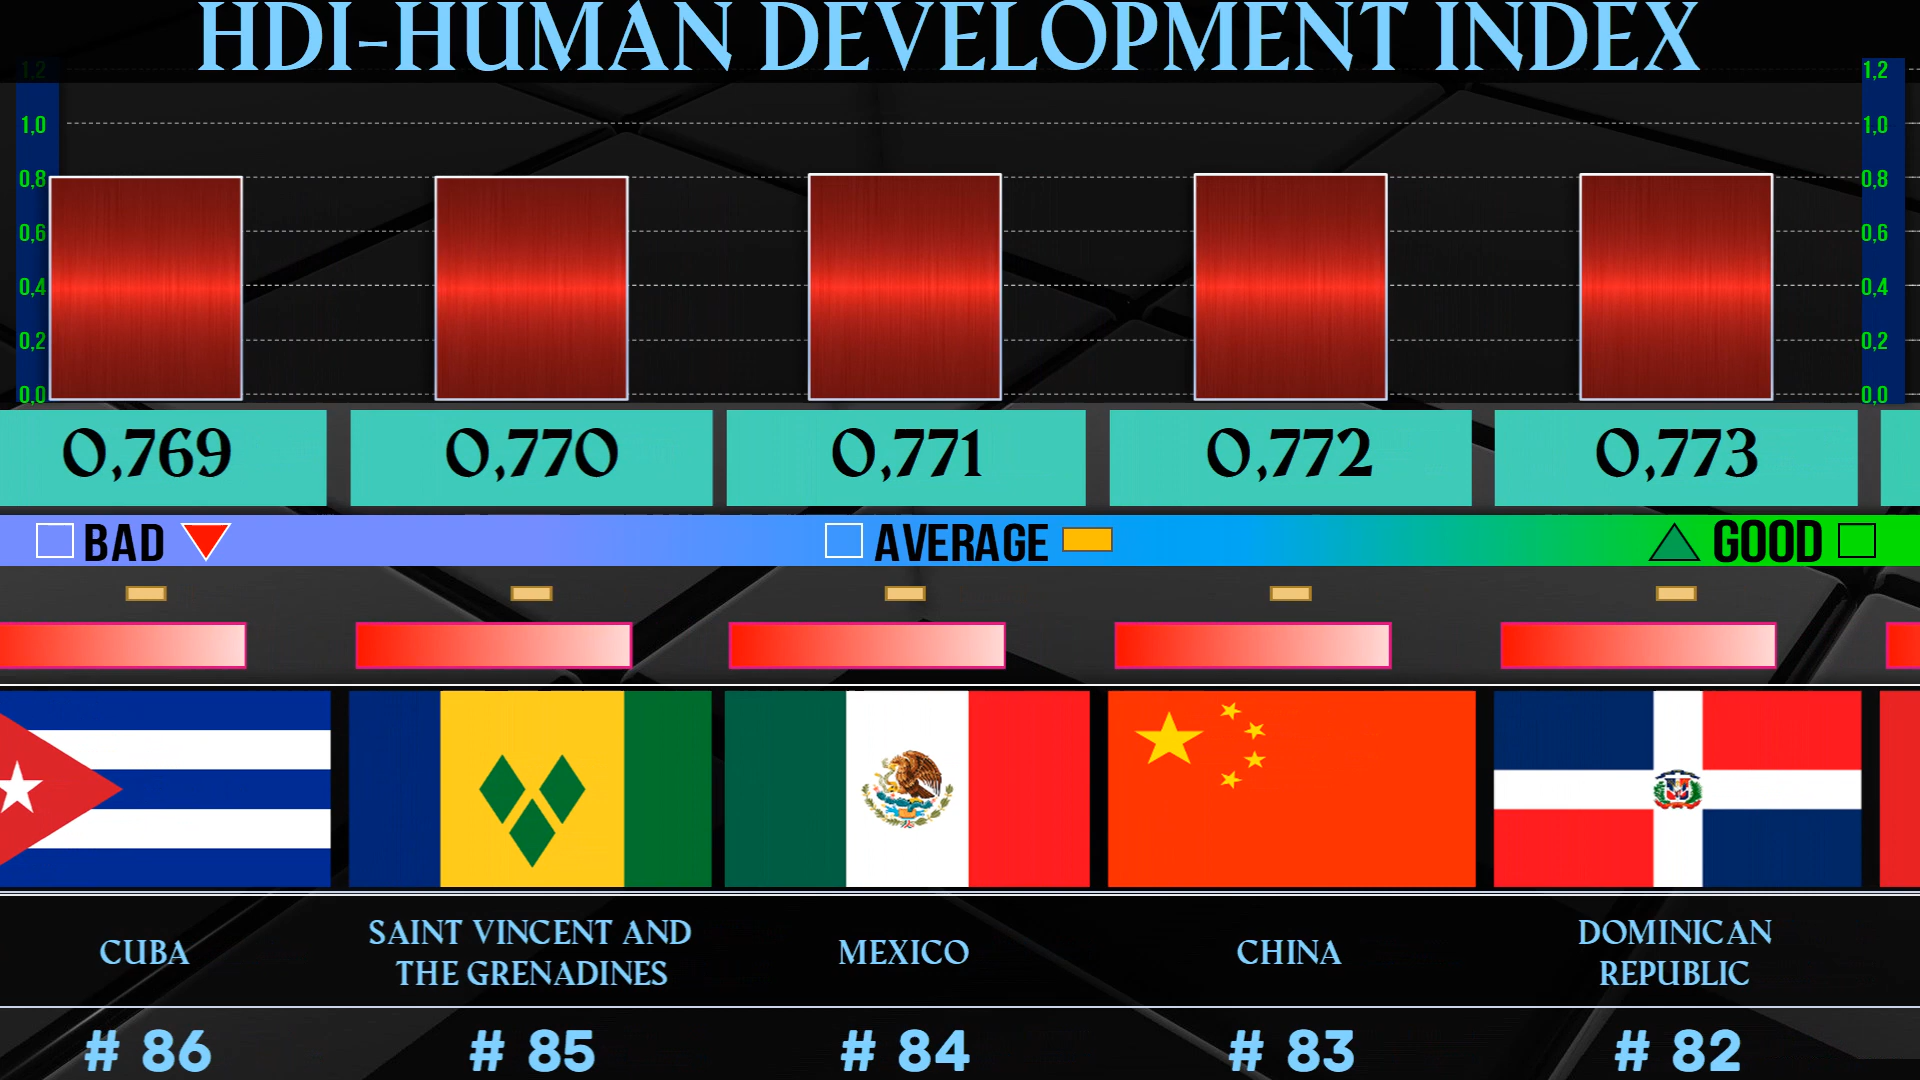 HDI-HUMAN DEVELOPMENT INDEX
1.2 1,2
1,0 1,0
0,8 0,8
0,6 0,6
0,4 0,4
0,2 0,2
0,0 0,0
0,769 0,770 0,771 0,772 0,773
BAD AVERAGE GOOD
CUBA
SAINT VINCENT AND
THE GRENADINES
MEXICO
CHINA
DOMINICAN
REPUBLIC
# 86 # 85 # 84 # 83 # 82